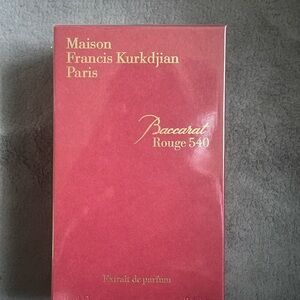 Maison
Francis Kurkdjian
Paris
Baccarat
Rouge 540
Extrait de parfum